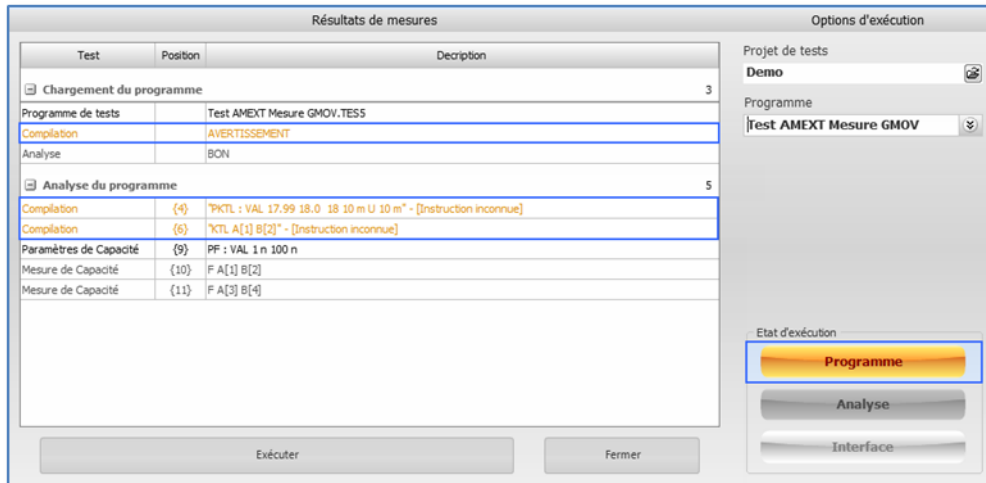 Résultats de mesures
Options d'exécution
Test Position Decription
Chargement du programme 3
Programme de tests Test AMEXT Mesure GMOV.TES5
Compilation AVERTISSEMENT
Analyse BON
Analyse du programme 5
Compilation {4} "PKTL : VAL 17.99 18.0 18 10 m U 10 m" - [Instruction inconnue]
Compilation {6} "KTL A[1] B[2]" - [Instruction inconnue]
Paramètres de Capacité {9} PF : VAL 1 n 100 n
Mesure de Capacité {10} F A[1] B[2]
Mesure de Capacité {11} F A[3] B[4]
Exécuter
Fermer
Projet de tests
Demo
Programme
Test AMEXT Mesure GMOV
Etat d'exécution
Programme
Analyse
Interface